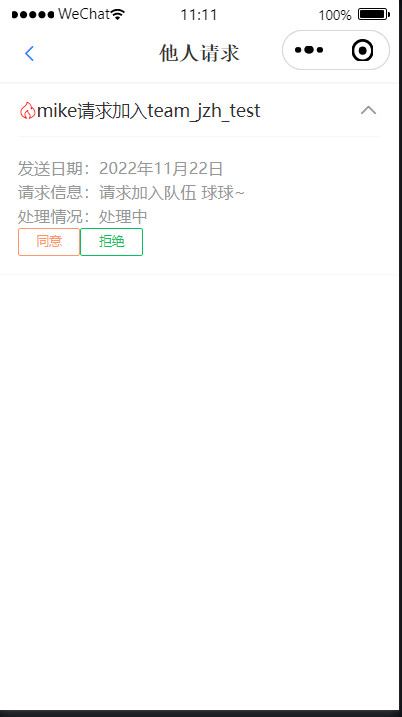 WeChat 11:11 100%
他人请求
mike请求加入team_jzh_test
发送日期：2022年11月22日
请求信息：请求加入队伍 球球~
处理情况：处理中
同意 拒绝